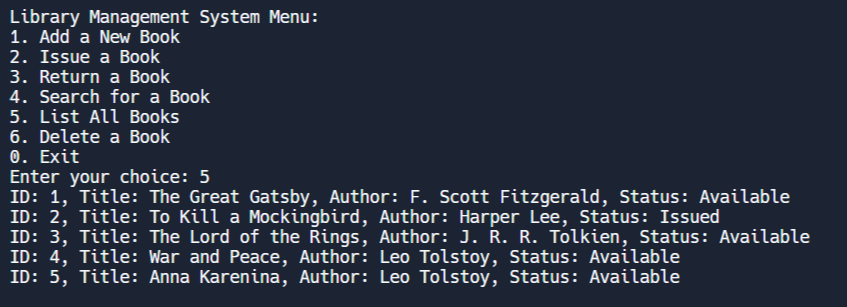 Library Management System Menu:
1. Add a New Book
2. Issue a Book
3. Return a Book
4. Search for a Book
5. List All Books
6. Delete a Book
0. Exit
Enter your choice: 5
ID: 1, Title: The Great Gatsby, Author: F. Scott Fitzgerald, Status: Available
ID: 2, Title: To Kill a Mockingbird, Author: Harper Lee, Status: Issued
ID: 3, Title: The Lord of the Rings, Author: J. R. R. Tolkien, Status: Available
ID: 4, Title: War and Peace, Author: Leo Tolstoy, Status: Available
ID: 5, Title: Anna Karenina, Author: Leo Tolstoy, Status: Available